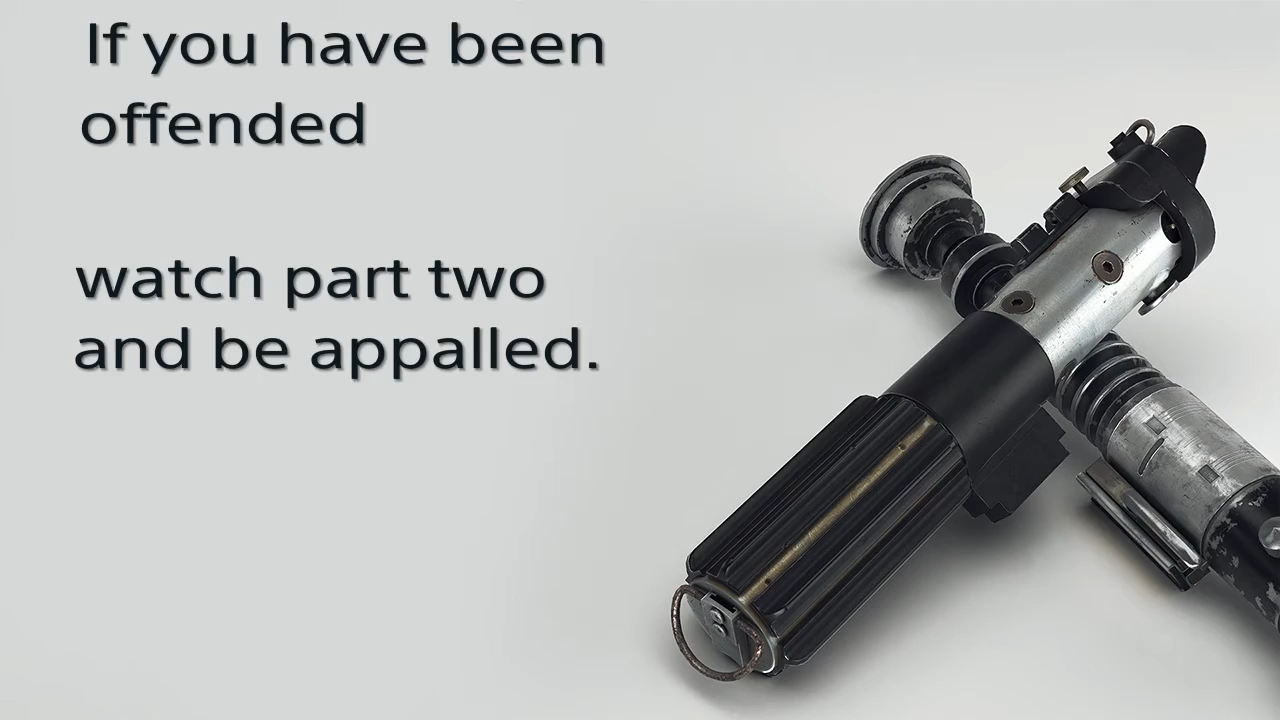 If you have been
offended
watch part two
and be appalled.